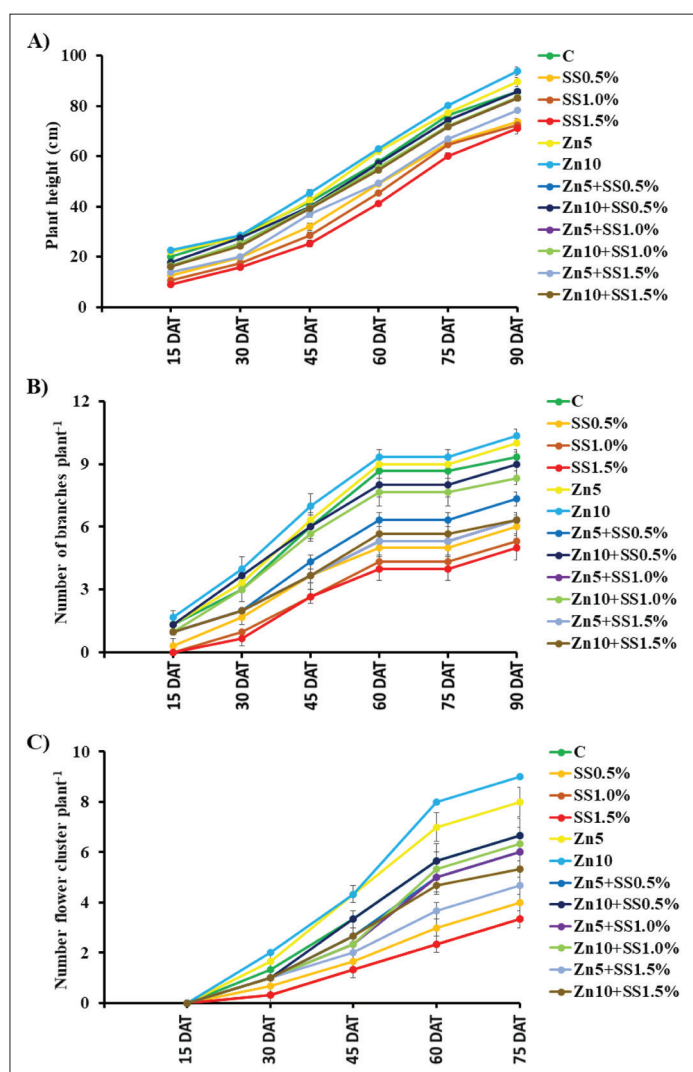 A)
Plant height (cm)
100
80
60
40
20
0
15 DAT
30 DAT
45 DAT
60 DAT
75 DAT
90 DAT
C
SS0.5%
SS1.0%
SS1.5%
Zn5
Zn10
Zn5+SS0.5%
Zn10+SS0.5%
Zn5+SS1.0%
Zn10+SS1.0%
Zn5+SS1.5%
Zn10+SS1.5%
B)
Number of branches plant⁻¹
12
9
6
3
0
15 DAT
30 DAT
45 DAT
60 DAT
75 DAT
90 DAT
C
SS0.5%
SS1.0%
SS1.5%
Zn5
Zn10
Zn5+SS0.5%
Zn10+SS0.5%
Zn5+SS1.0%
Zn10+SS1.0%
Zn5+SS1.5%
Zn10+SS1.5%
C)
Number flower cluster plant⁻¹
10
8
6
4
2
0
15 DAT
30 DAT
45 DAT
60 DAT
75 DAT
C
SS0.5%
SS1.0%
SS1.5%
Zn5
Zn10
Zn5+SS0.5%
Zn10+SS0.5%
Zn5+SS1.0%
Zn10+SS1.0%
Zn5+SS1.5%
Zn10+SS1.5%